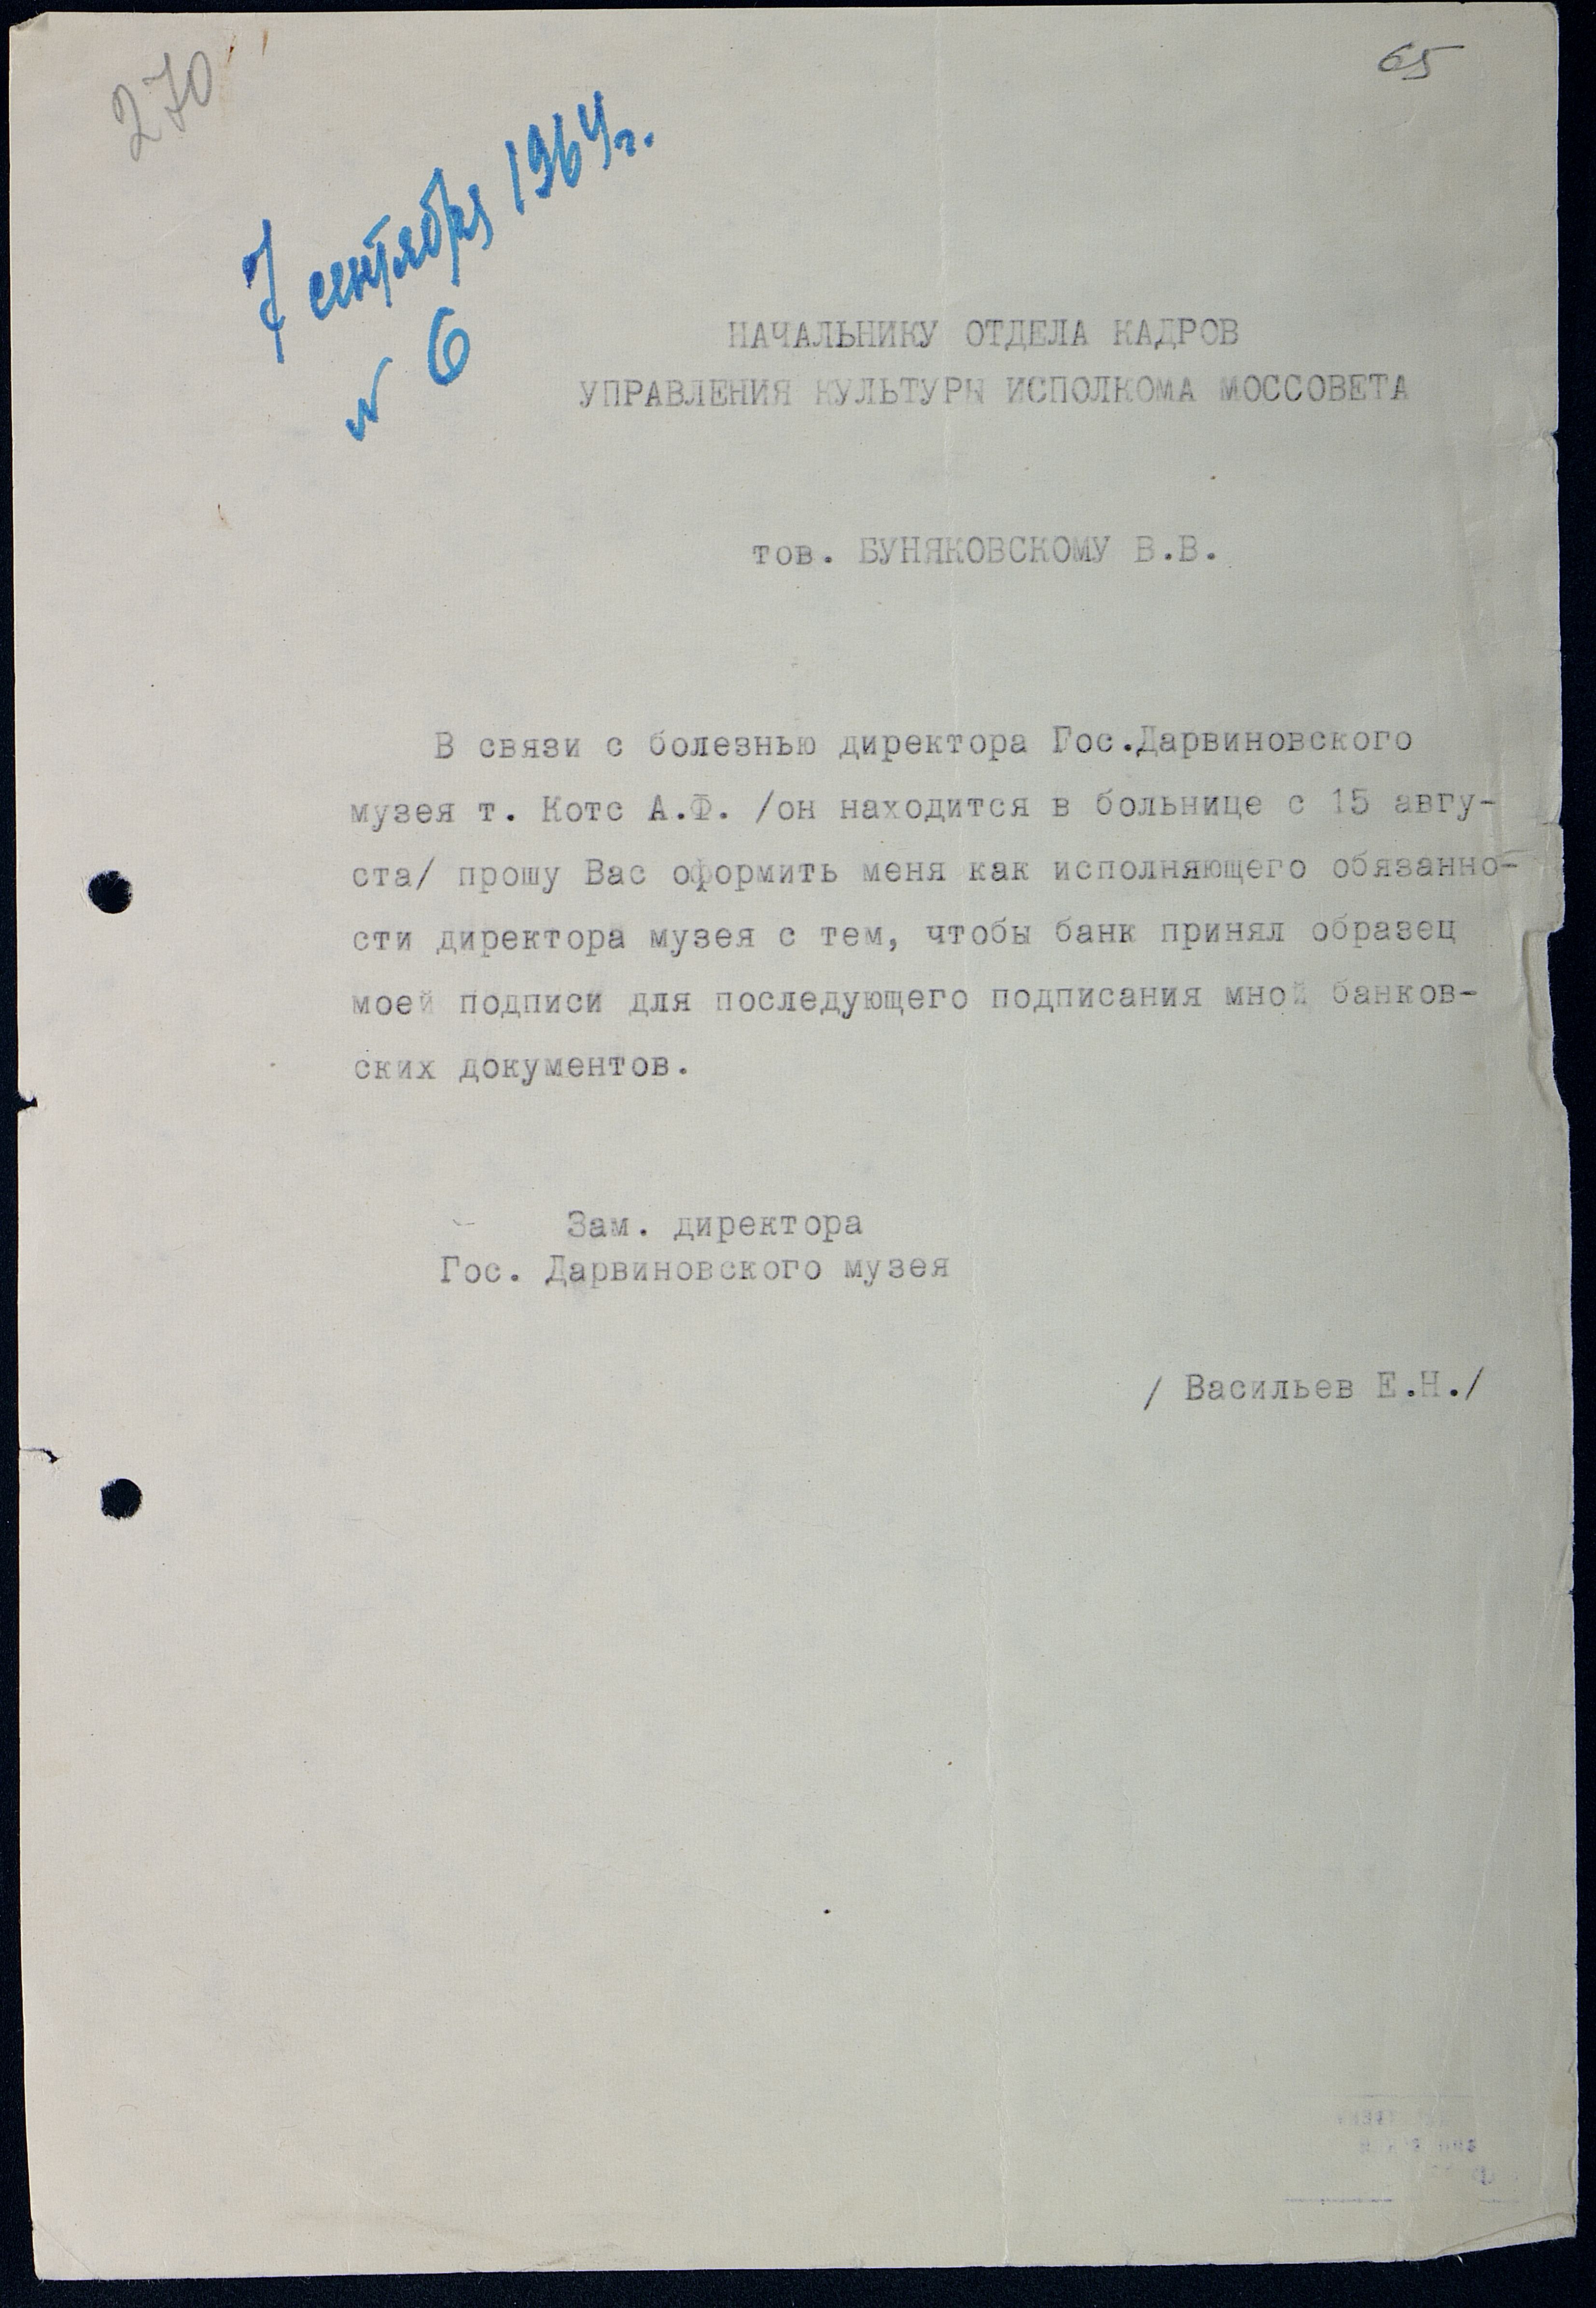 270
65
7 сентября 1964 г.
N 6
НАЧАЛЬНИКУ ОТДЕЛА КАДРОВ
УПРАВЛЕНИЯ КУЛЬТУРЫ ИСПОЛКОМА МОССОВЕТА
тов. БУНЯКОВСКОМУ В.В.
В связи с болезнью директора Гос.Дарвиновского
музея т. Котс А.Ф. /он находится в больнице с 15 авгу-
ста/ прошу Вас оформить меня как исполняющего обязанно-
сти директора музея с тем, чтобы банк принял образец
моей подписи для последующего подписания мной банков-
ских документов.
Зам. директора
Гос. Дарвиновского музея
/ Васильев Е.Н./